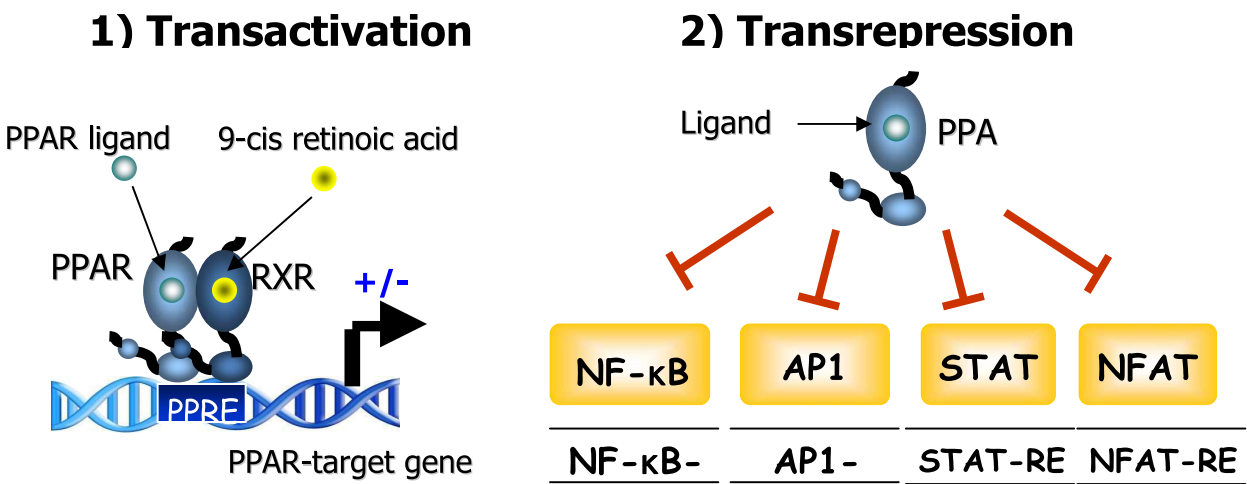 1) Transactivation
PPAR ligand
9-cis retinoic acid
PPAR
RXR
+/-
PPRE
PPAR-target gene
2) Transrepression
Ligand
PPA
NF-κB
AP1
STAT
NFAT
NF-κB-
AP1-
STAT-RE
NFAT-RE